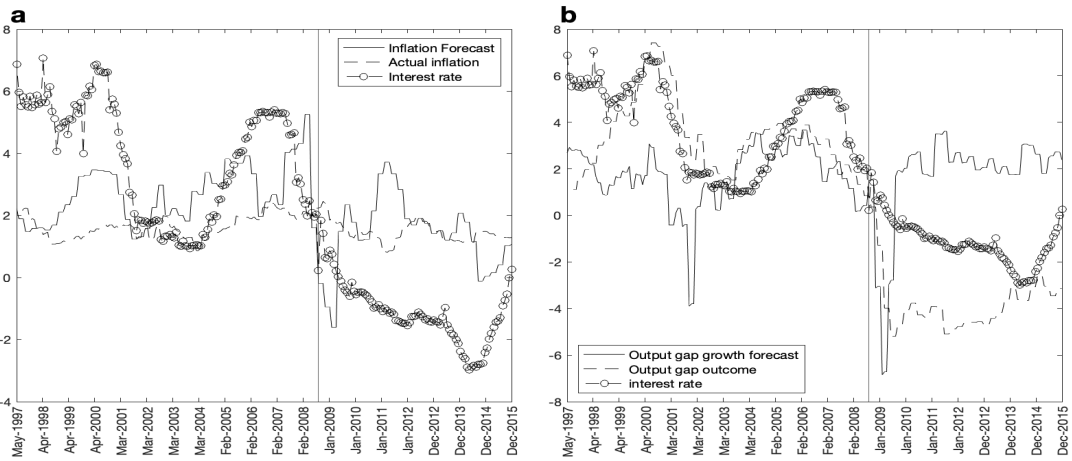 a
8
6
4
2
0
-2
-4
Inflation Forecast
Actual inflation
Interest rate
May-1997
Apr-1998
Apr-1999
Apr-2000
Mar-2001
Mar-2002
Mar-2003
Mar-2004
Feb-2005
Feb-2006
Feb-2007
Feb-2008
Jan-2009
Jan-2010
Jan-2011
Jan-2012
Dec-2012
Dec-2013
Dec-2014
Dec-2015
b
8
6
4
2
0
-2
-4
-6
-8
Output gap growth forecast
Output gap outcome
interest rate
May-1997
Apr-1998
Apr-1999
Apr-2000
Mar-2001
Mar-2002
Mar-2003
Mar-2004
Feb-2005
Feb-2006
Feb-2007
Feb-2008
Jan-2009
Jan-2010
Jan-2011
Jan-2012
Dec-2012
Dec-2013
Dec-2014
Dec-2015